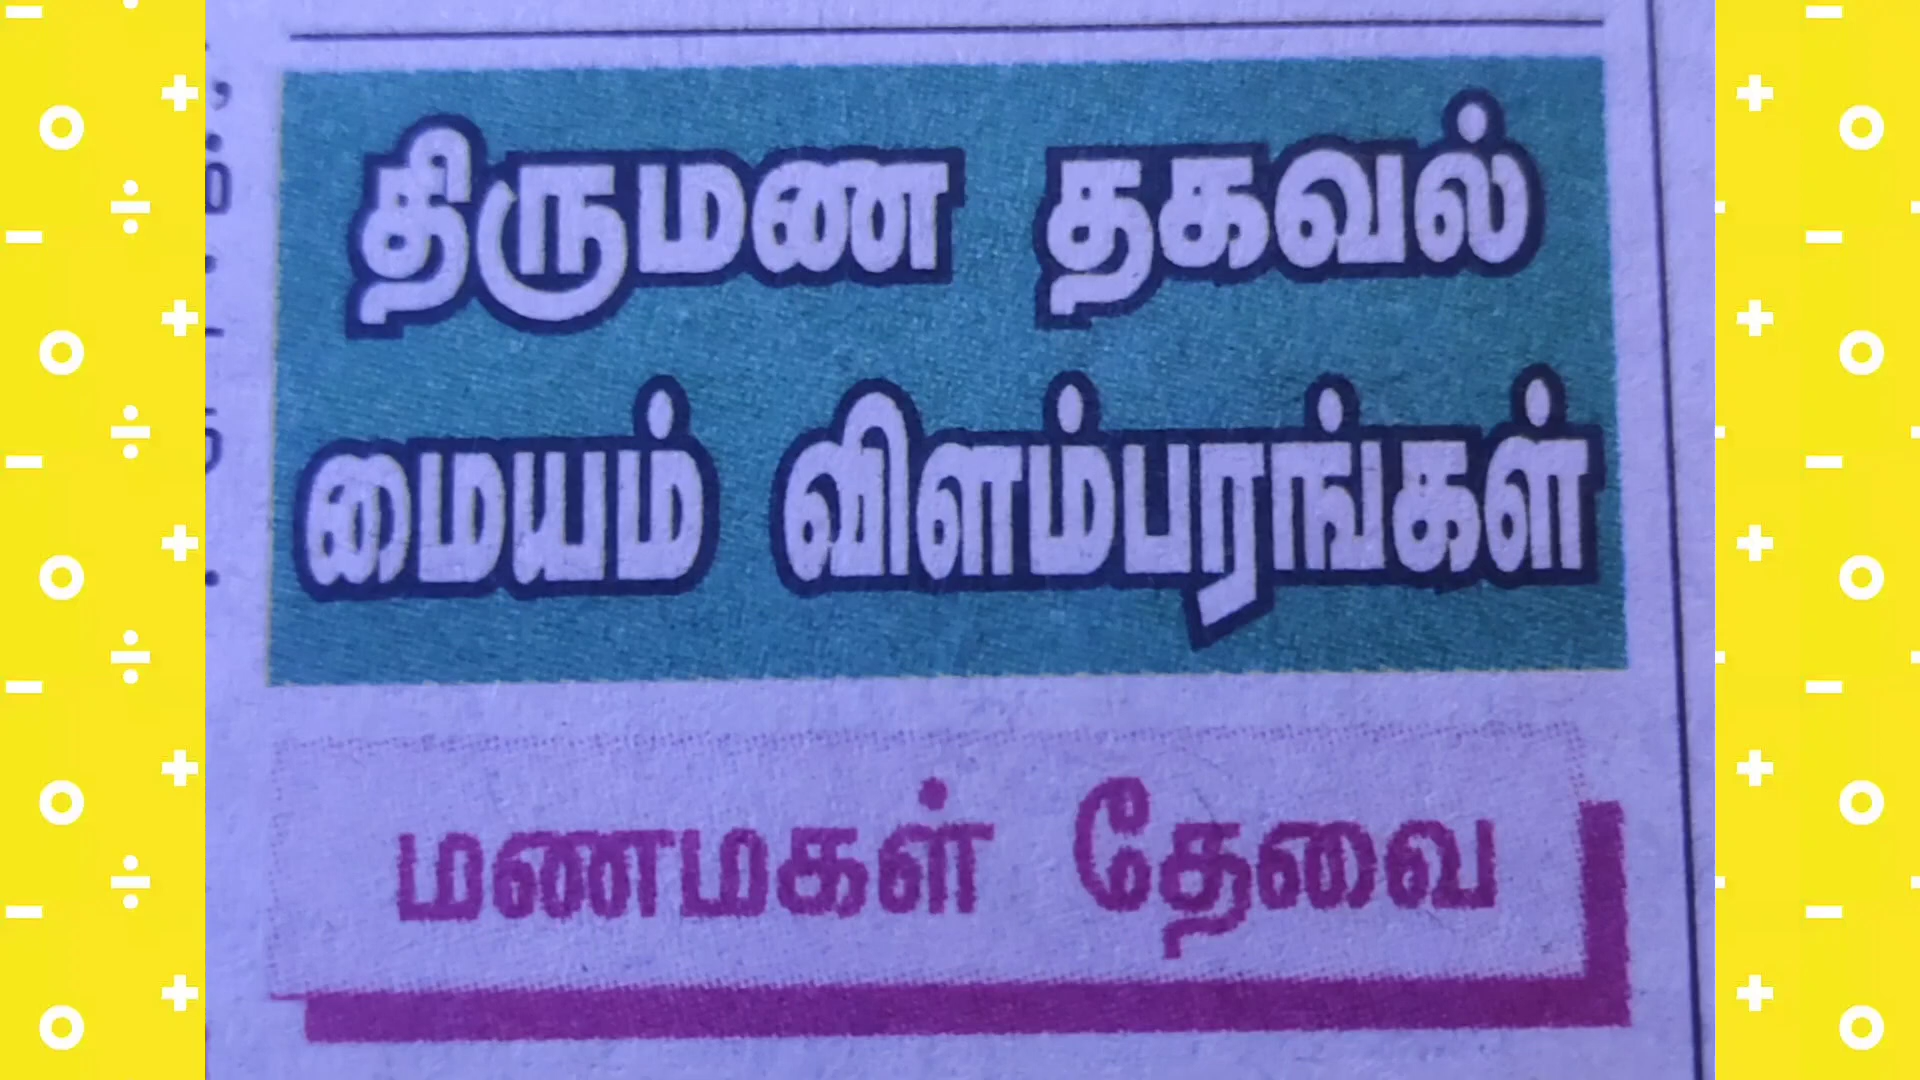 திருமண தகவல்
மையம் விளம்பரங்கள்
மணமகள் தேவை